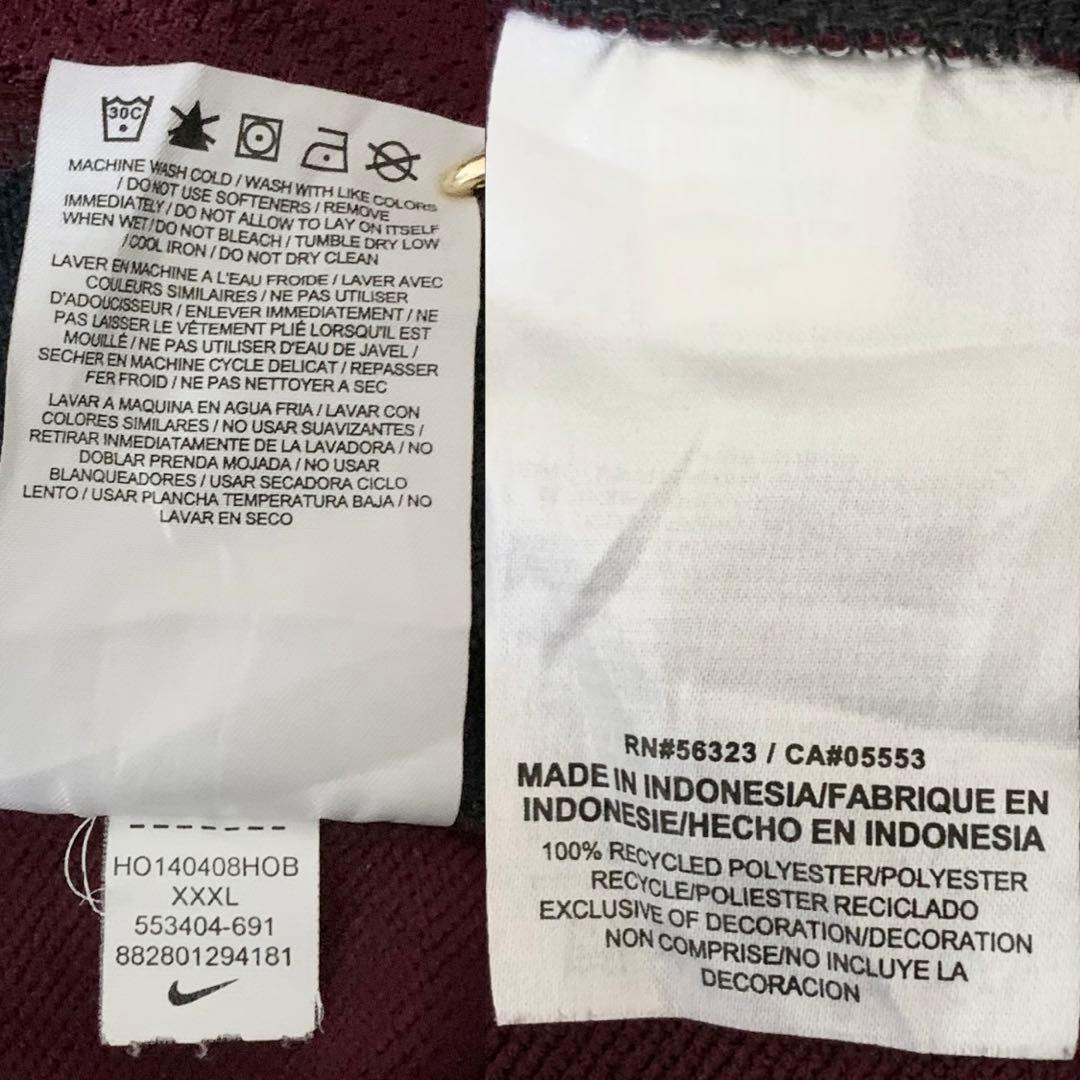 30C
MACHINE WASH COLD / WASH WITH LIKE COLORS
/ DO NOT USE SOFTENERS / REMOVE
IMMEDIATELY / DO NOT ALLOW TO LAY ON ITSELF
WHEN WET / DO NOT BLEACH / TUMBLE DRY LOW
/ COOL IRON / DO NOT DRY CLEAN
LAVER EN MACHINE A L'EAU FROIDE / LAVER AVEC
COULEURS SIMILAIRES / NE PAS UTILISER
D'ADOUCISSEUR / ENLEVER IMMEDIATEMENT / NE
PAS LAISSER LE VÊTEMENT PLIÉ LORSQU'IL EST
MOUILLÉ / NE PAS UTILISER D'EAU DE JAVEL /
SECHER EN MACHINE CYCLE DELICAT / REPASSER
FER FROID / NE PAS NETTOYER A SEC
LAVAR A MAQUINA EN AGUA FRIA / LAVAR CON
COLORES SIMILARES / NO USAR SUAVIZANTES /
RETIRAR INMEDIATAMENTE DE LA LAVADORA / NO
DOBLAR PRENDA MOJADA / NO USAR
BLANQUEADORES / USAR SECADORA CICLO
LENTO / USAR PLANCHA TEMPERATURA BAJA / NO
LAVAR EN SECO
HO140408HOB
XXXL
553404-691
882801294181
RN#56323 / CA#05553
MADE IN INDONESIA/FABRIQUE EN
INDONESIE/HECHO EN INDONESIA
100% RECYCLED POLYESTER/POLYESTER
RECYCLE/POLIESTER RECICLADO
EXCLUSIVE OF DECORATION/DECORATION
NON COMPRISE/NO INCLUYE LA
DECORACION